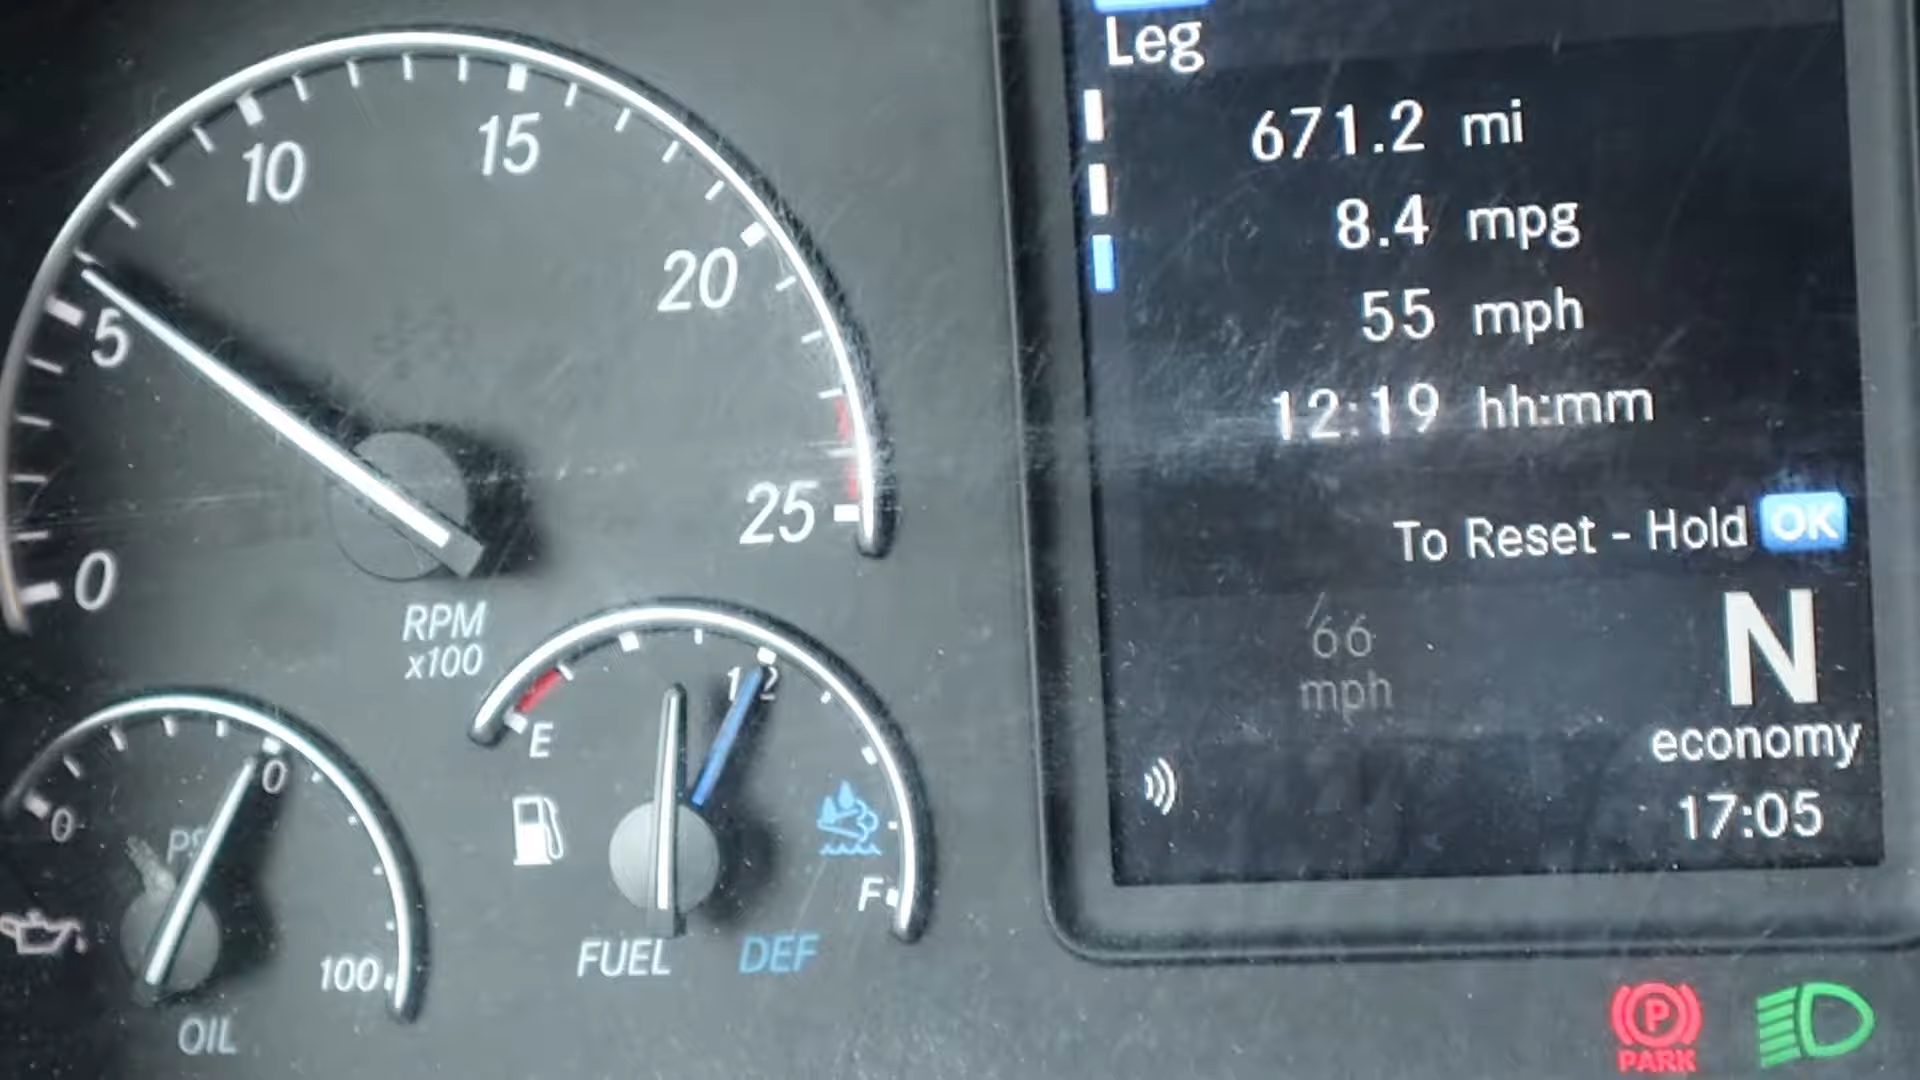 Leg
671.2 mi
8.4 mpg
55 mph
12:19 hh:mm
To Reset - Hold OK
66
mph
N
economy
17:05
0
5
10
15
20
25
RPM
x100
E
1 2
F
FUEL
DEF
0
100
OIL
PARK
P